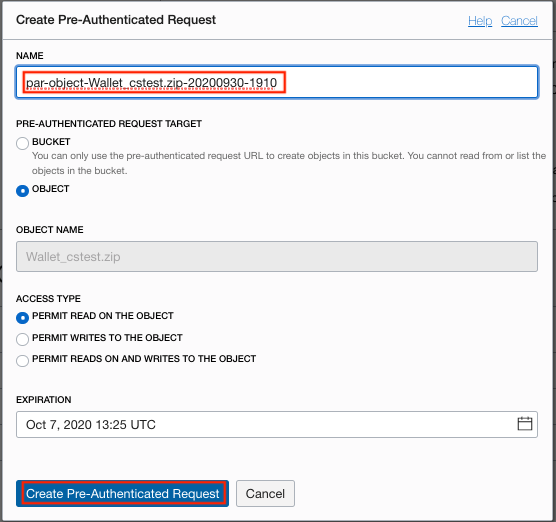 Create Pre-Authenticated Request
Help Cancel
NAME
par-object-Wallet_cstest.zip-20200930-1910
PRE-AUTHENTICATED REQUEST TARGET
BUCKET
You can only use the pre-authenticated request URL to create objects in this bucket. You cannot read from or list the
objects in the bucket.
OBJECT
OBJECT NAME
Wallet_cstest.zip
ACCESS TYPE
PERMIT READ ON THE OBJECT
PERMIT WRITES TO THE OBJECT
PERMIT READS ON AND WRITES TO THE OBJECT
EXPIRATION
Oct 7, 2020 13:25 UTC
Create Pre-Authenticated Request
Cancel